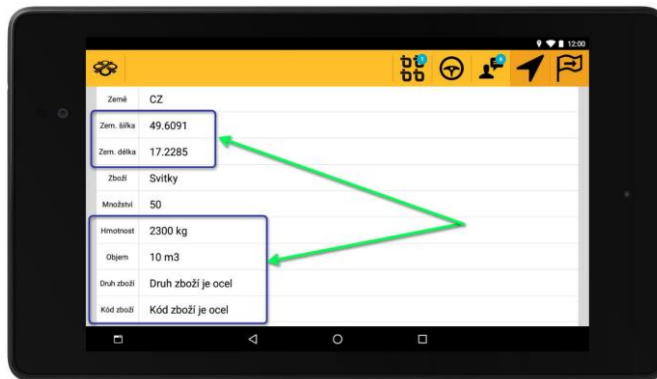 12:00
Země CZ
Zem. šířka 49.6091
Zem. délka 17.2285
Zboží Svitky
Množství 50
Hmotnost 2300 kg
Objem 10 m3
Druh zboží Druh zboží je ocel
Kód zboží Kód zboží je ocel